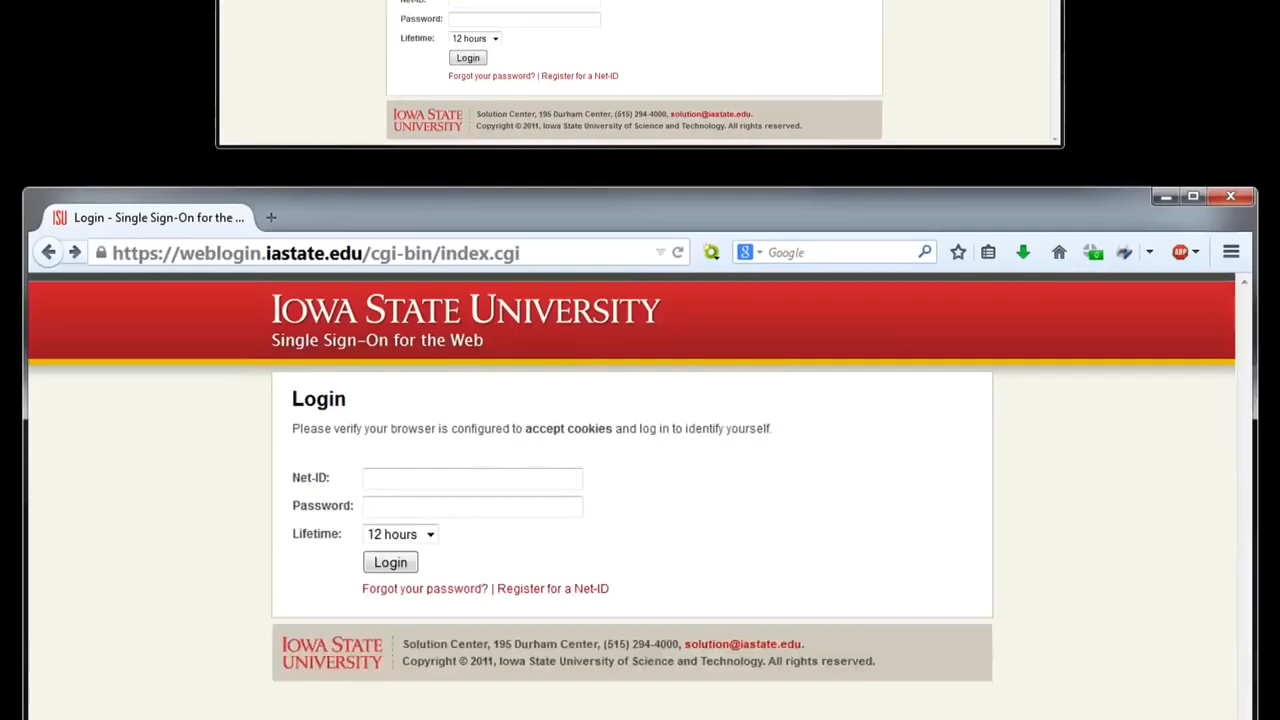 Password:
Lifetime: 12 hours
Login
Forgot your password? | Register for a Net-ID
IOWA STATE UNIVERSITY
Solution Center, 195 Durham Center, (515) 294-4000, solution@iastate.edu.
Copyright © 2011, Iowa State University of Science and Technology. All rights reserved.
ISU Login - Single Sign-On for the ...
https://weblogin.iastate.edu/cgi-bin/index.cgi
8 Google
ABP
IOWA STATE UNIVERSITY
Single Sign-On for the Web
Login
Please verify your browser is configured to accept cookies and log in to identify yourself.
Net-ID:
Password:
Lifetime: 12 hours
Login
Forgot your password? | Register for a Net-ID
IOWA STATE UNIVERSITY
Solution Center, 195 Durham Center, (515) 294-4000, solution@iastate.edu.
Copyright © 2011, Iowa State University of Science and Technology. All rights reserved.